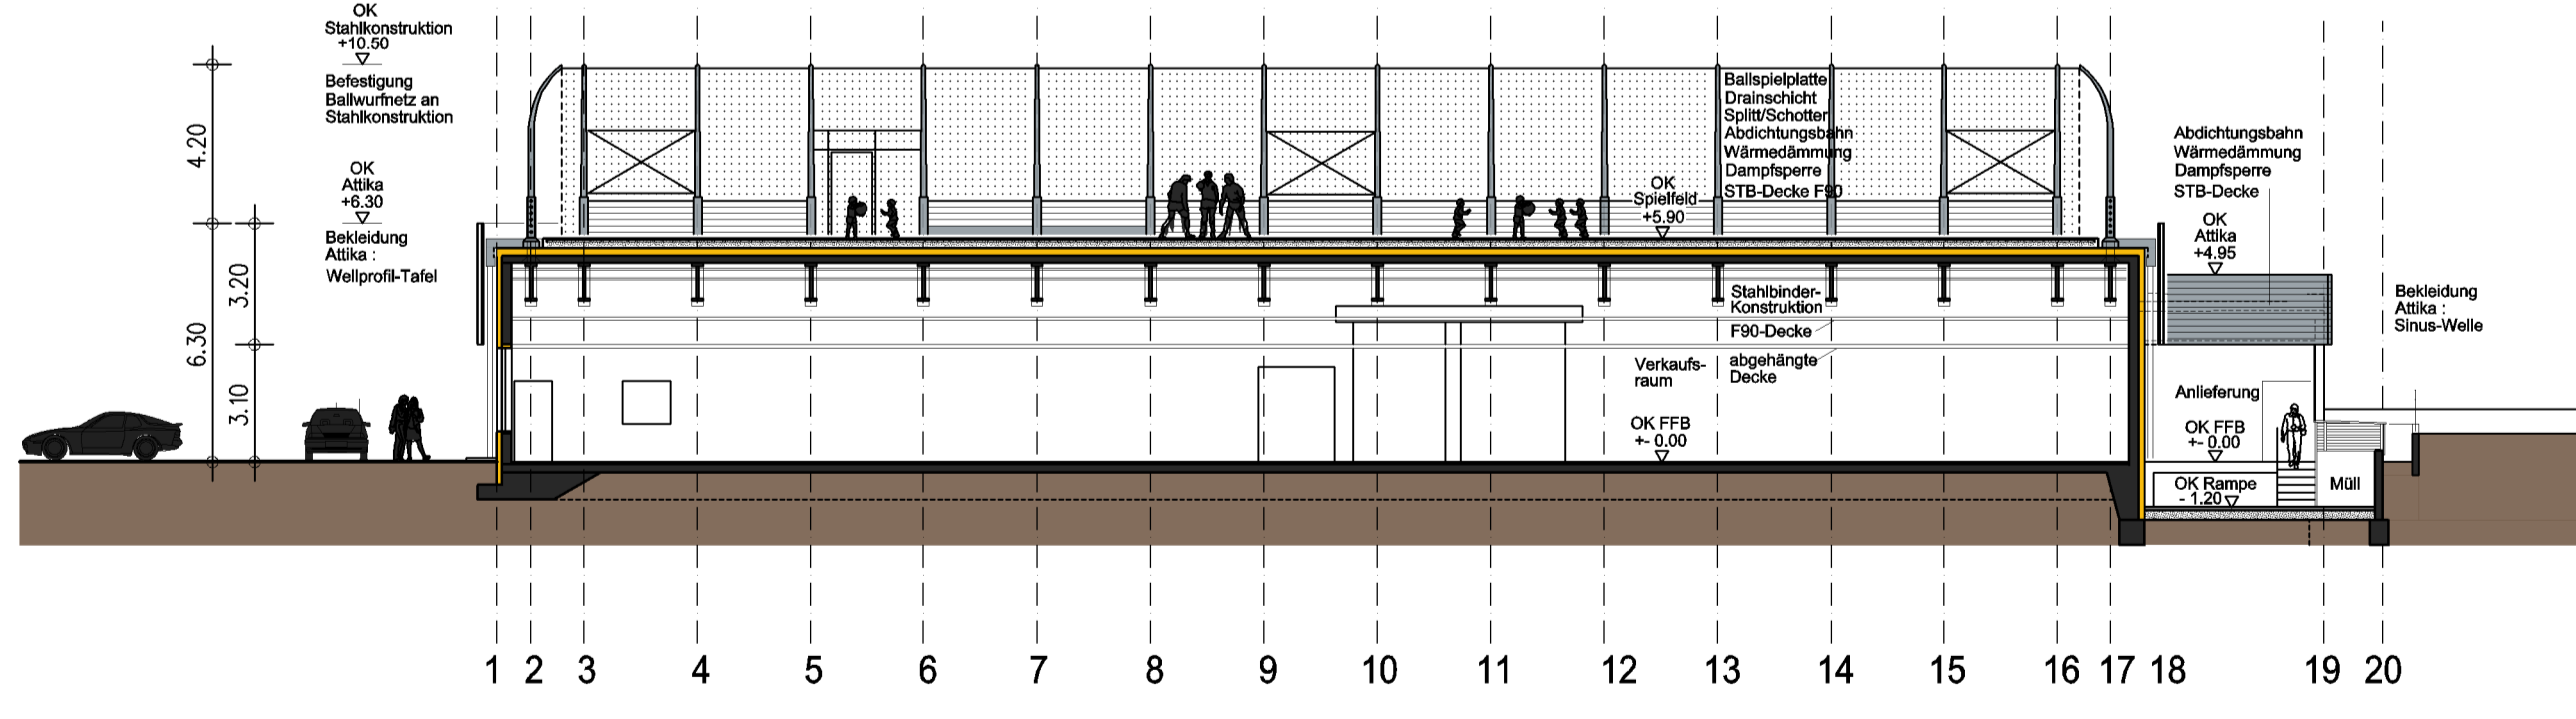 OK
Stahlkonstruktion
+10.50
Befestigung
Ballwurfnetz an
Stahlkonstruktion
4.20
OK
Attika
+6.30
Bekleidung
Attika :
Wellprofil-Tafel
3.20
6.30
3.10
Ballspielplatte
Drainschicht
Splitt/Schotter
Abdichtungsbahn
Wärmedämmung
Dampfsperre
STB-Decke F90
OK
Spielfeld
+5.90
Stahlbinder-
Konstruktion
F90-Decke
abgehängte
Decke
Verkaufs-
raum
OK FFB
+- 0.00
Abdichtungsbahn
Wärmedämmung
Dampfsperre
STB-Decke
OK
Attika
+4.95
Bekleidung
Attika :
Sinus-Welle
Anlieferung
OK FFB
+- 0.00
OK Rampe
- 1.20
Müll
1 2 3 4 5 6 7 8 9 10 11 12 13 14 15 16 17 18 19 20